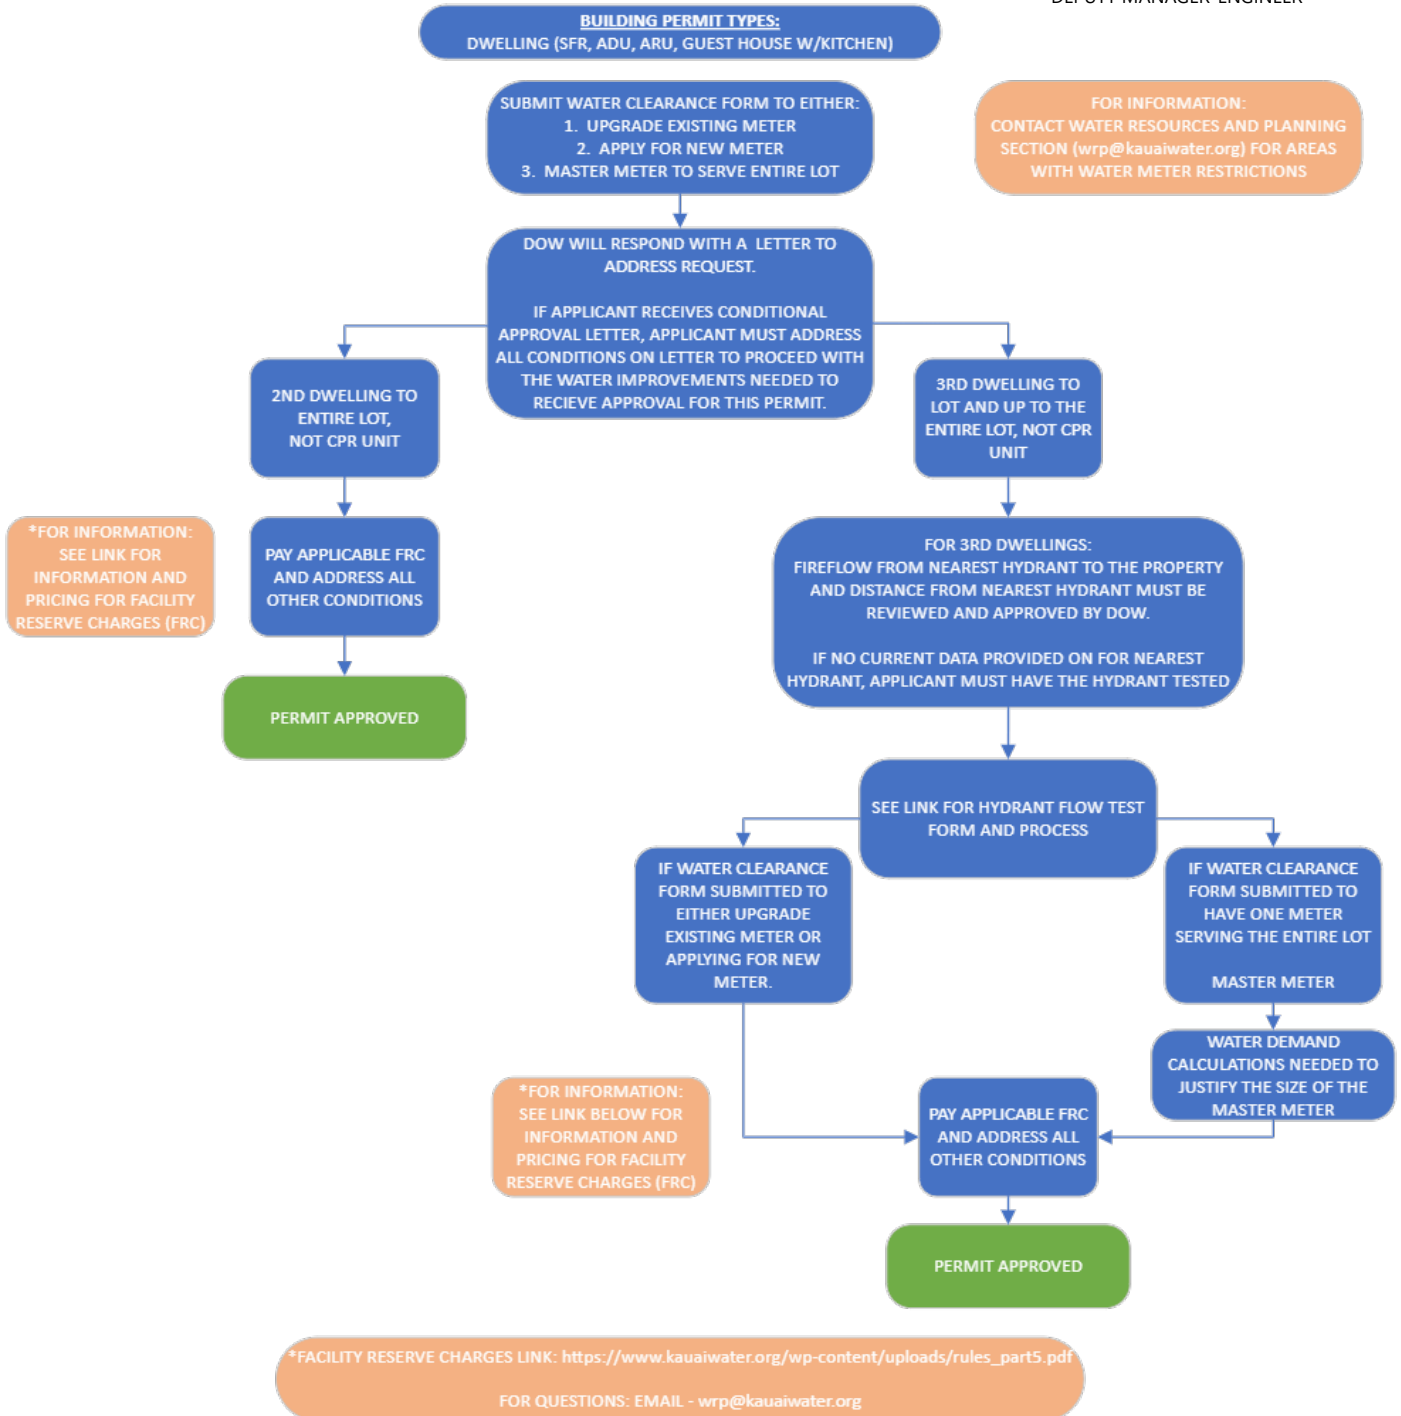 DEPUTY MANAGER-ENGINEER
BUILDING PERMIT TYPES:
DWELLING (SFR, ADU, ARU, GUEST HOUSE W/KITCHEN)
SUBMIT WATER CLEARANCE FORM TO EITHER:
1. UPGRADE EXISTING METER
2. APPLY FOR NEW METER
3. MASTER METER TO SERVE ENTIRE LOT
FOR INFORMATION:
CONTACT WATER RESOURCES AND PLANNING
SECTION (wrp@kauaiwater.org) FOR AREAS
WITH WATER METER RESTRICTIONS
DOW WILL RESPOND WITH A LETTER TO
ADDRESS REQUEST.
IF APPLICANT RECEIVES CONDITIONAL
APPROVAL LETTER, APPLICANT MUST ADDRESS
ALL CONDITIONS ON LETTER TO PROCEED WITH
THE WATER IMPROVEMENTS NEEDED TO
RECIEVE APPROVAL FOR THIS PERMIT.
2ND DWELLING TO
ENTIRE LOT,
NOT CPR UNIT
3RD DWELLING TO
LOT AND UP TO THE
ENTIRE LOT, NOT CPR
UNIT
*FOR INFORMATION:
SEE LINK FOR
INFORMATION AND
PRICING FOR FACILITY
RESERVE CHARGES (FRC)
PAY APPLICABLE FRC
AND ADDRESS ALL
OTHER CONDITIONS
FOR 3RD DWELLINGS:
FIREFLOW FROM NEAREST HYDRANT TO THE PROPERTY
AND DISTANCE FROM NEAREST HYDRANT MUST BE
REVIEWED AND APPROVED BY DOW.
IF NO CURRENT DATA PROVIDED ON FOR NEAREST
HYDRANT, APPLICANT MUST HAVE THE HYDRANT TESTED
PERMIT APPROVED
SEE LINK FOR HYDRANT FLOW TEST
FORM AND PROCESS
IF WATER CLEARANCE
FORM SUBMITTED TO
EITHER UPGRADE
EXISTING METER OR
APPLYING FOR NEW
METER.
IF WATER CLEARANCE
FORM SUBMITTED TO
HAVE ONE METER
SERVING THE ENTIRE LOT
MASTER METER
WATER DEMAND
CALCULATIONS NEEDED TO
JUSTIFY THE SIZE OF THE
MASTER METER
*FOR INFORMATION:
SEE LINK BELOW FOR
INFORMATION AND
PRICING FOR FACILITY
RESERVE CHARGES (FRC)
PAY APPLICABLE FRC
AND ADDRESS ALL
OTHER CONDITIONS
PERMIT APPROVED
*FACILITY RESERVE CHARGES LINK: https://www.kauaiwater.org/wp-content/uploads/rules_part5.pdf
FOR QUESTIONS: EMAIL - wrp@kauaiwater.org